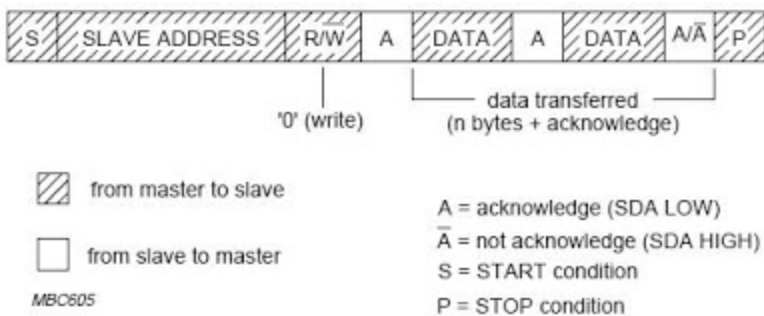 S SLAVE ADDRESS R/W̅ A DATA A DATA A/A̅ P
'0' (write)
data transferred
(n bytes + acknowledge)
from master to slave
from slave to master
MBC605
A = acknowledge (SDA LOW)
A̅ = not acknowledge (SDA HIGH)
S = START condition
P = STOP condition